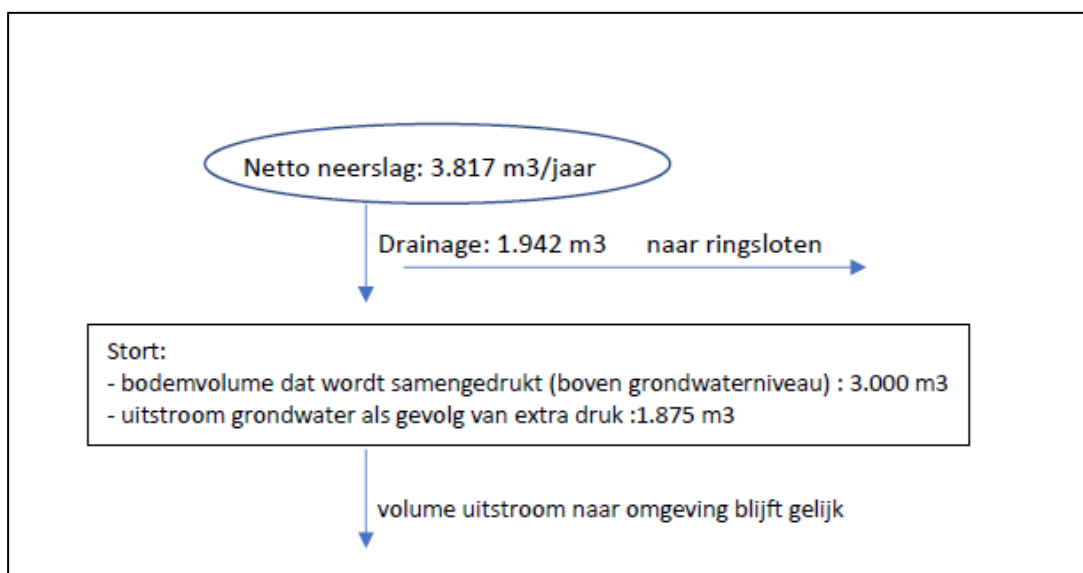 Netto neerslag: 3.817 m3/jaar
Drainage: 1.942 m3 naar ringsloten
Stort:
- bodemvolume dat wordt samengedrukt (boven grondwaterniveau) : 3.000 m3
- uitstroom grondwater als gevolg van extra druk :1.875 m3
volume uitstroom naar omgeving blijft gelijk